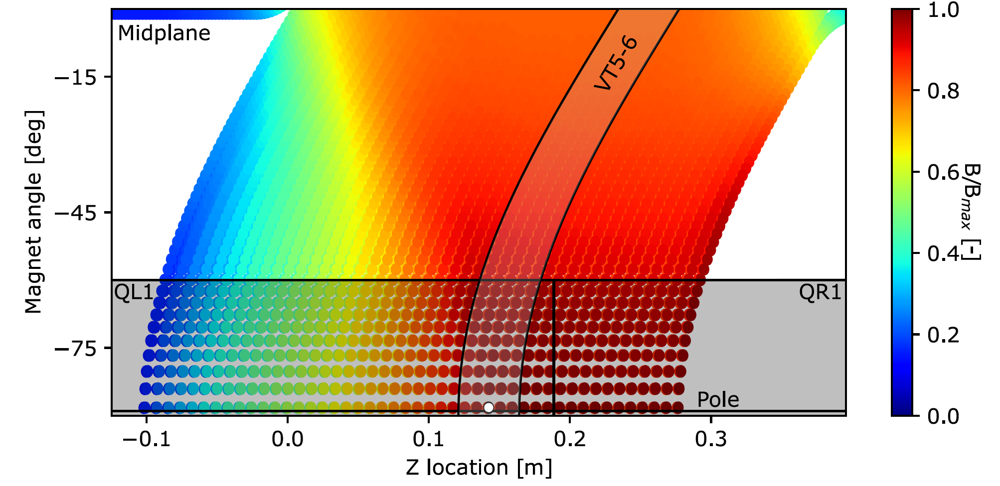 Midplane
VT5-6
QL1
QR1
Pole
−15
−45
−75
Magnet angle [deg]
−0.1
0.0
0.1
0.2
0.3
Z location [m]
1.0
0.8
0.6
0.4
0.2
0.0
B/Bmax [-]